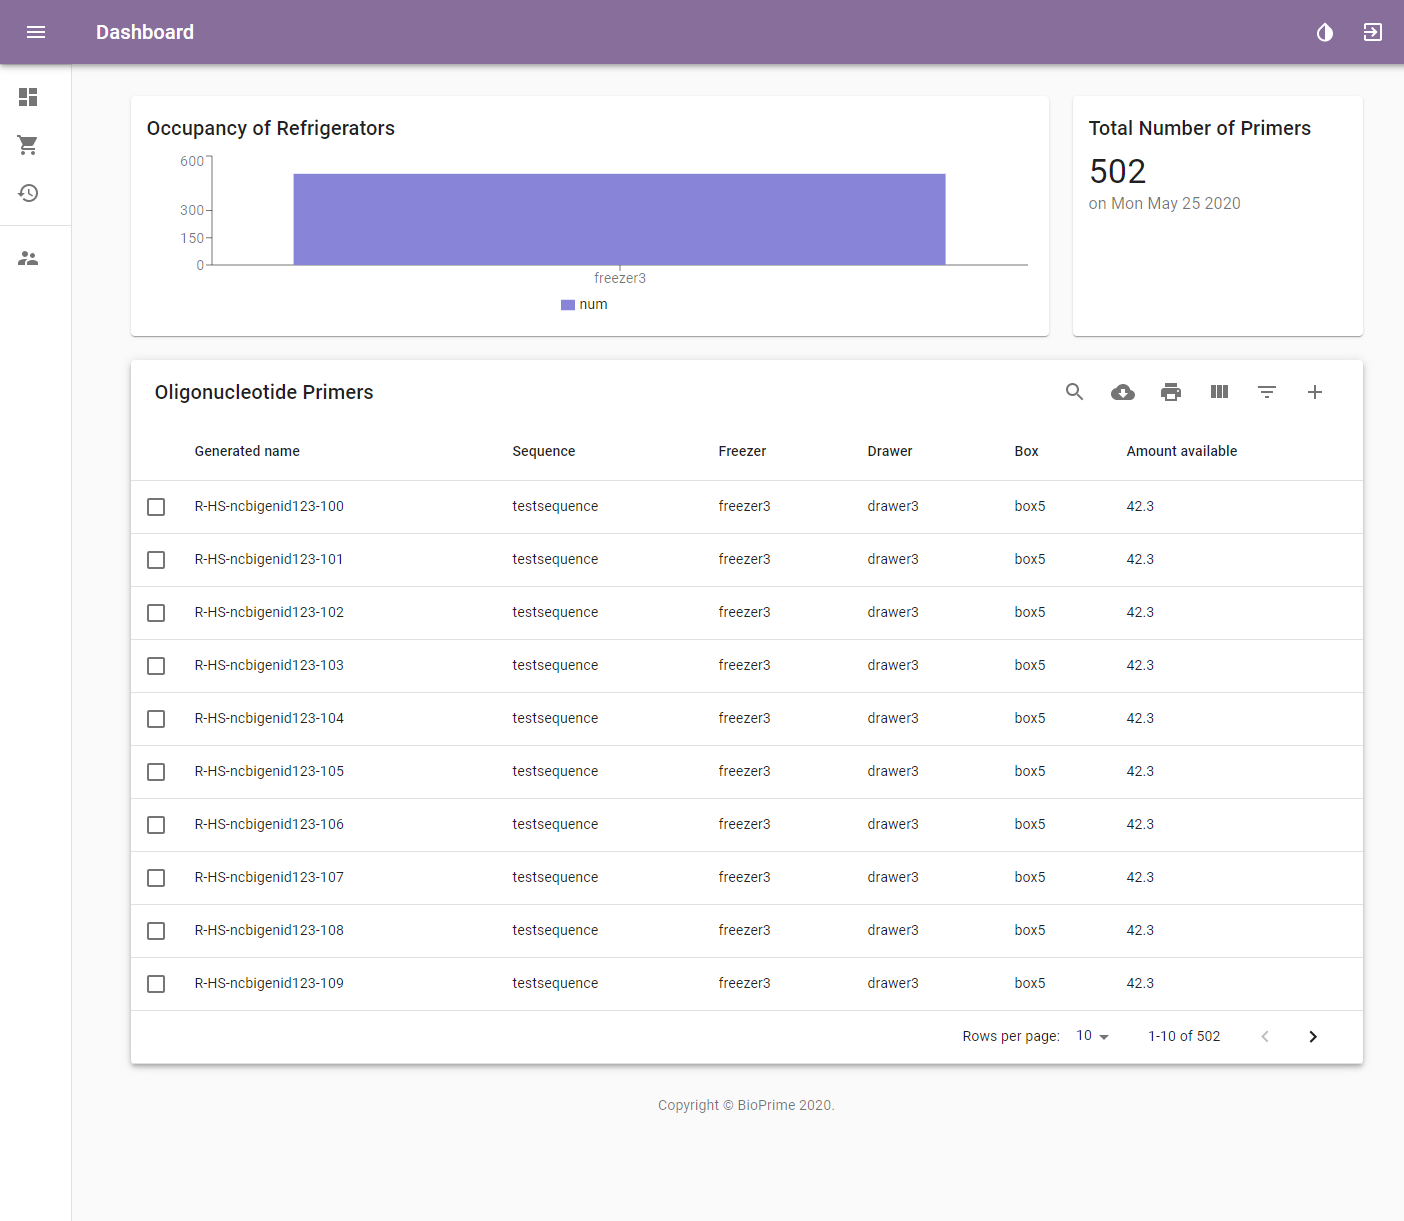 Dashboard
Occupancy of Refrigerators
600
300
150
0
freezer3
num
Total Number of Primers
502
on Mon May 25 2020
Oligonucleotide Primers
Generated name Sequence Freezer Drawer Box Amount available
R-HS-ncbigenid123-100 testsequence freezer3 drawer3 box5 42.3
R-HS-ncbigenid123-101 testsequence freezer3 drawer3 box5 42.3
R-HS-ncbigenid123-102 testsequence freezer3 drawer3 box5 42.3
R-HS-ncbigenid123-103 testsequence freezer3 drawer3 box5 42.3
R-HS-ncbigenid123-104 testsequence freezer3 drawer3 box5 42.3
R-HS-ncbigenid123-105 testsequence freezer3 drawer3 box5 42.3
R-HS-ncbigenid123-106 testsequence freezer3 drawer3 box5 42.3
R-HS-ncbigenid123-107 testsequence freezer3 drawer3 box5 42.3
R-HS-ncbigenid123-108 testsequence freezer3 drawer3 box5 42.3
R-HS-ncbigenid123-109 testsequence freezer3 drawer3 box5 42.3
Rows per page: 10 1-10 of 502
Copyright © BioPrime 2020.